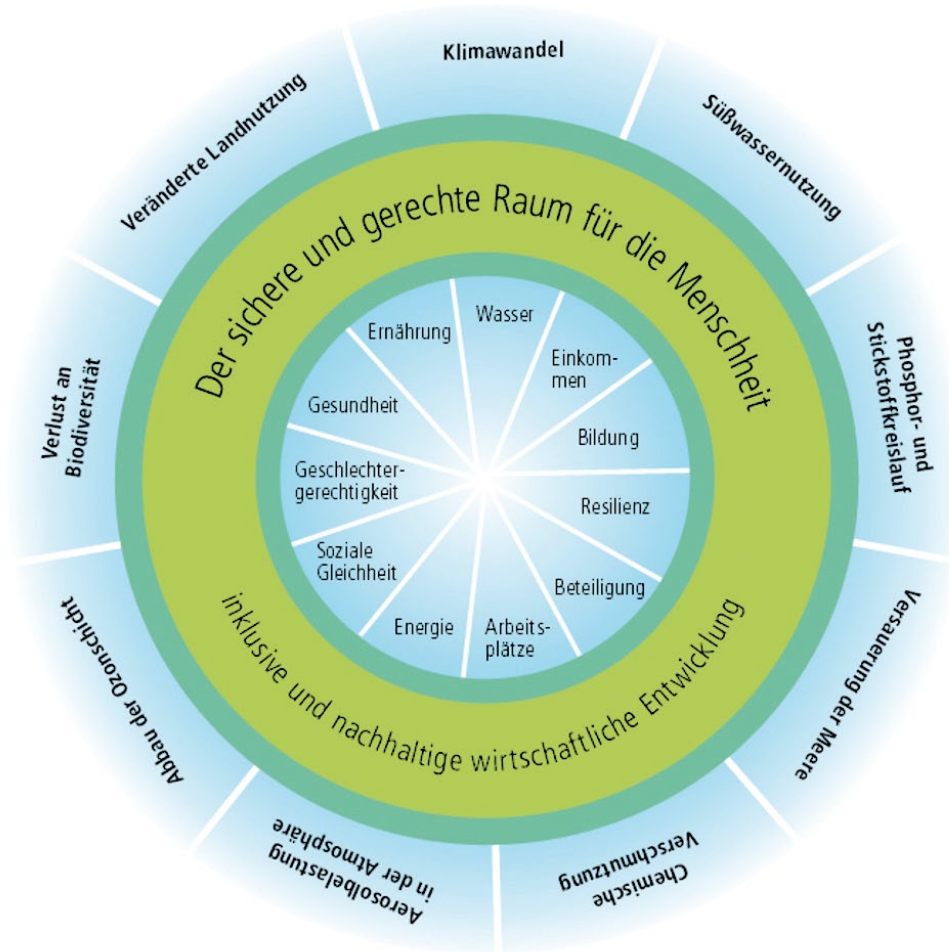 Klimawandel
Süßwassernutzung
Phosphor- und
Stickstoffkreislauf
Versauerung der Meere
Chemische
Verschmutzung
Aerosolbelastung
in der Atmosphäre
Abbau der Ozonschicht
Verlust an
Biodiversität
Veränderte Landnutzung
Der sichere und gerechte Raum für die Menschheit
inklusive und nachhaltige wirtschaftliche Entwicklung
Wasser
Einkom-
men
Bildung
Resilienz
Beteiligung
Arbeits-
plätze
Energie
Soziale
Gleichheit
Geschlechter-
gerechtigkeit
Gesundheit
Ernährung